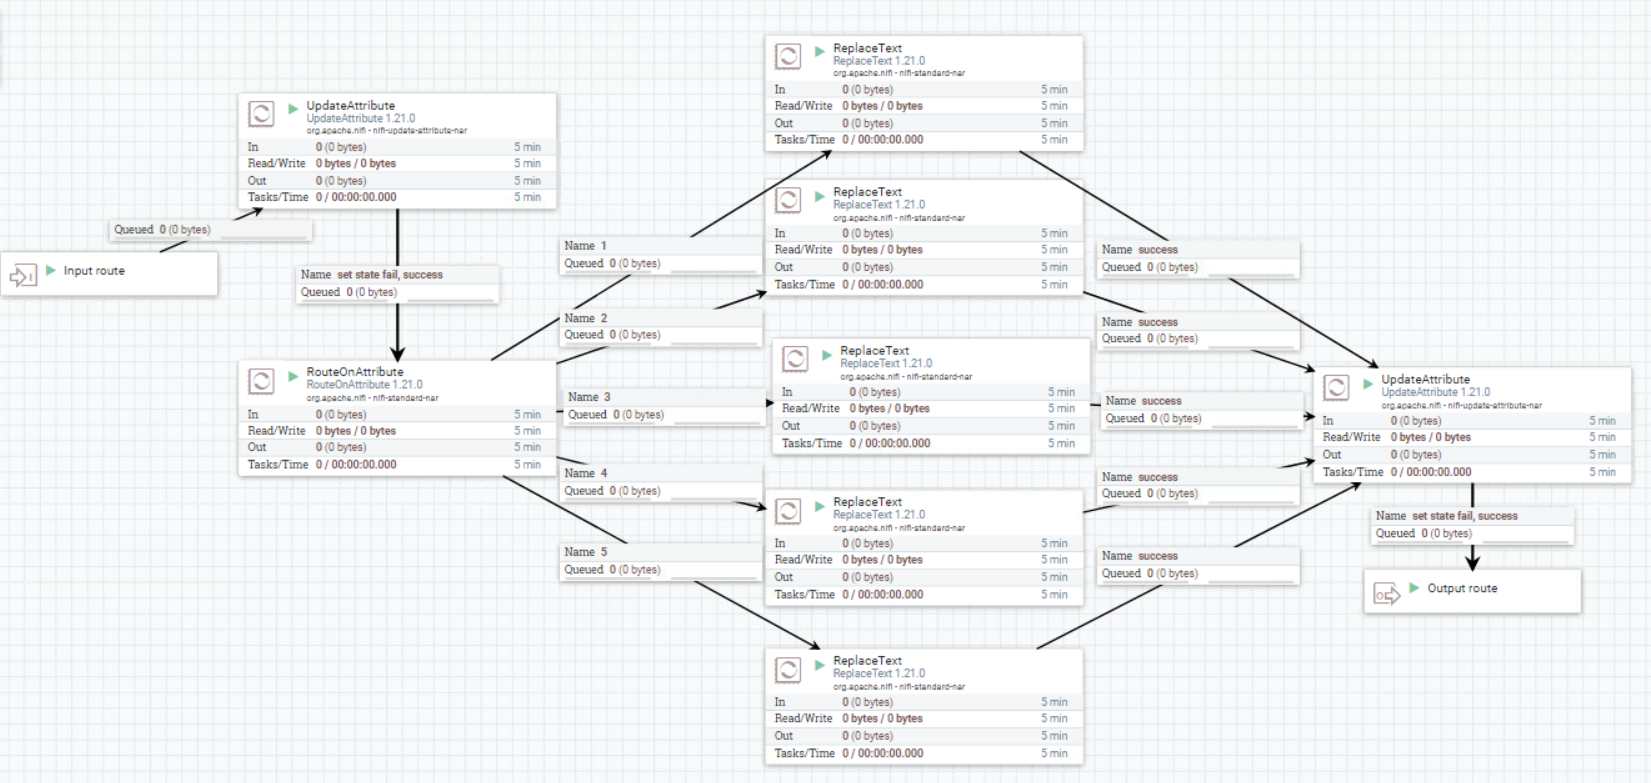 ReplaceText
ReplaceText 1.21.0
org.apache.nifi - nifi-standard-nar
In 0 (0 bytes) 5 min
Read/Write 0 bytes / 0 bytes 5 min
Out 0 (0 bytes) 5 min
Tasks/Time 0 / 00:00:00.000 5 min
UpdateAttribute
UpdateAttribute 1.21.0
org.apache.nifi - nifi-update-attribute-nar
In 0 (0 bytes) 5 min
Read/Write 0 bytes / 0 bytes 5 min
Out 0 (0 bytes) 5 min
Tasks/Time 0 / 00:00:00.000 5 min
Queued 0 (0 bytes)
Input route
Name set state fail, success
Queued 0 (0 bytes)
ReplaceText
ReplaceText 1.21.0
org.apache.nifi - nifi-standard-nar
In 0 (0 bytes) 5 min
Read/Write 0 bytes / 0 bytes 5 min
Out 0 (0 bytes) 5 min
Tasks/Time 0 / 00:00:00.000 5 min
Name 1
Queued 0 (0 bytes)
Name success
Queued 0 (0 bytes)
Name 2
Queued 0 (0 bytes)
Name success
Queued 0 (0 bytes)
RouteOnAttribute
RouteOnAttribute 1.21.0
org.apache.nifi - nifi-standard-nar
In 0 (0 bytes) 5 min
Read/Write 0 bytes / 0 bytes 5 min
Out 0 (0 bytes) 5 min
Tasks/Time 0 / 00:00:00.000 5 min
Name 3
Queued 0 (0 bytes)
ReplaceText
ReplaceText 1.21.0
org.apache.nifi - nifi-standard-nar
In 0 (0 bytes) 5 min
Read/Write 0 bytes / 0 bytes 5 min
Out 0 (0 bytes) 5 min
Tasks/Time 0 / 00:00:00.000 5 min
Name success
Queued 0 (0 bytes)
UpdateAttribute
UpdateAttribute 1.21.0
org.apache.nifi - nifi-update-attribute-nar
In 0 (0 bytes) 5 min
Read/Write 0 bytes / 0 bytes 5 min
Out 0 (0 bytes) 5 min
Tasks/Time 0 / 00:00:00.000 5 min
Name 4
Queued 0 (0 bytes)
ReplaceText
ReplaceText 1.21.0
org.apache.nifi - nifi-standard-nar
In 0 (0 bytes) 5 min
Read/Write 0 bytes / 0 bytes 5 min
Out 0 (0 bytes) 5 min
Tasks/Time 0 / 00:00:00.000 5 min
Name success
Queued 0 (0 bytes)
Name set state fail, success
Queued 0 (0 bytes)
Name 5
Queued 0 (0 bytes)
Name success
Queued 0 (0 bytes)
Output route
ReplaceText
ReplaceText 1.21.0
org.apache.nifi - nifi-standard-nar
In 0 (0 bytes) 5 min
Read/Write 0 bytes / 0 bytes 5 min
Out 0 (0 bytes) 5 min
Tasks/Time 0 / 00:00:00.000 5 min